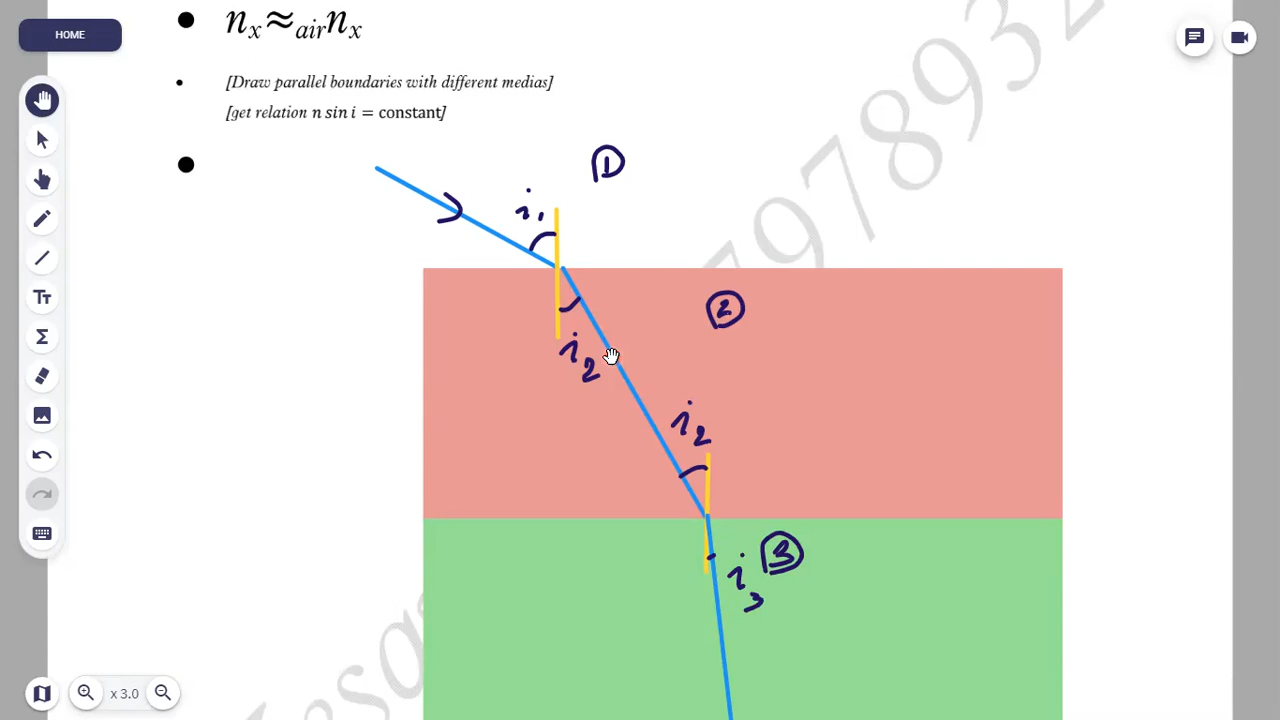 HOME
n_x≈_air n_x
[Draw parallel boundaries with different medias]
[get relation n sin i = constant]
1
i₁
2
i₂
i₂
3
i₃
Tt
Σ
x 3.0